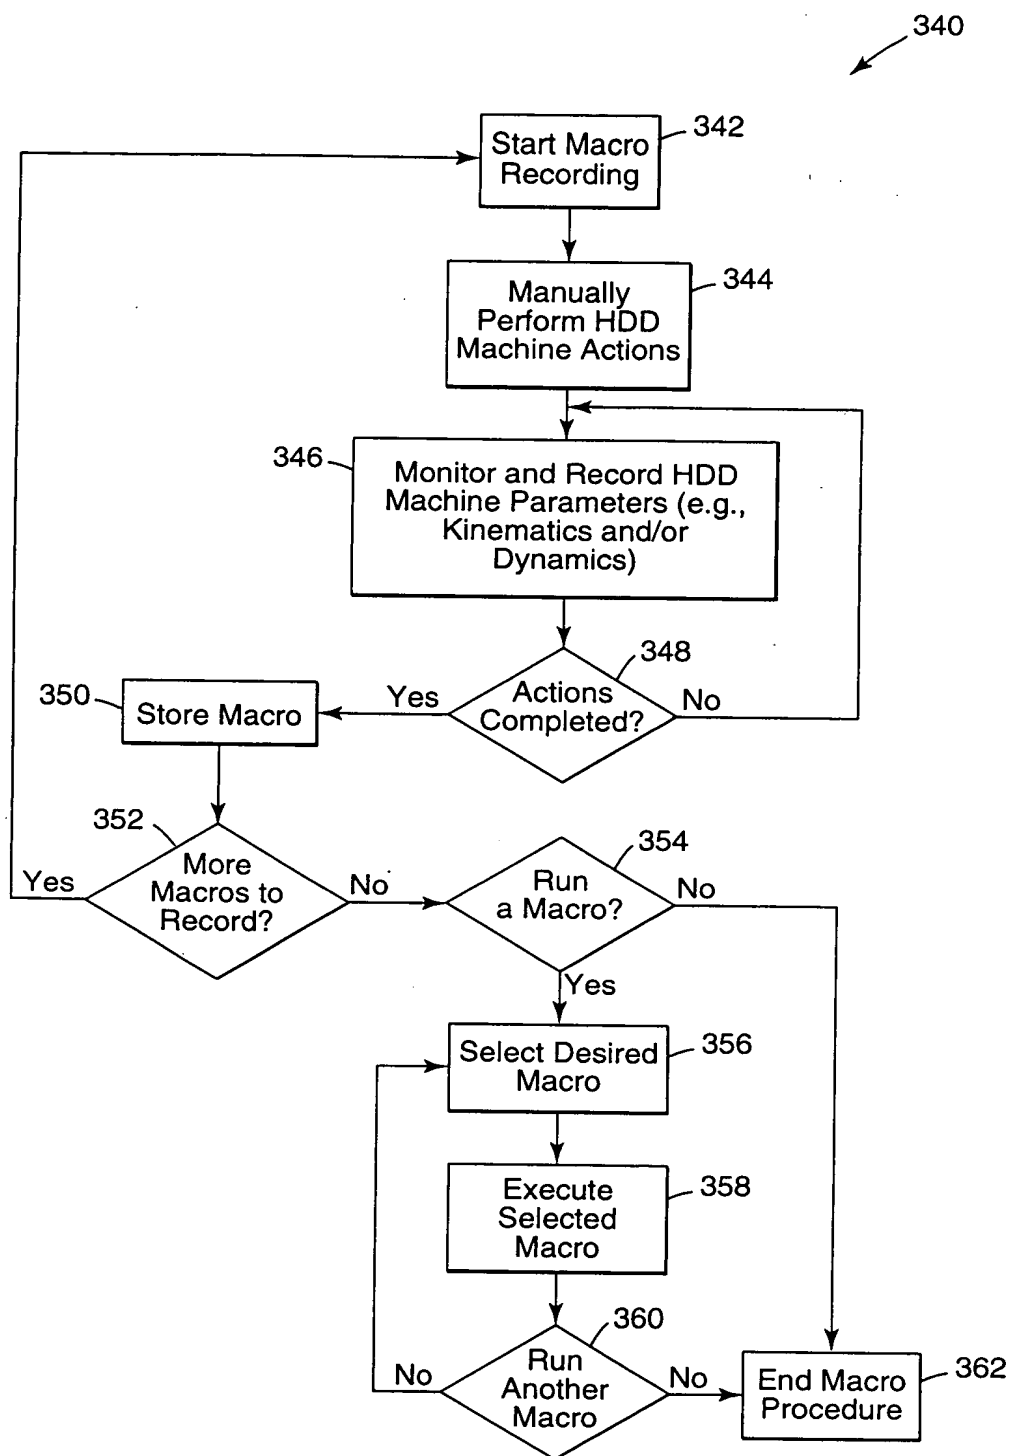 340
342
Start Macro
Recording
344
Manually
Perform HDD
Machine Actions
346
Monitor and Record HDD
Machine Parameters (e.g.,
Kinematics and/or
Dynamics)
348
350
Yes
Actions
Completed?
No
Store Macro
352
354
More
Macros to
Record?
Yes
No
Run
a Macro?
No
Yes
356
Select Desired
Macro
358
Execute
Selected
Macro
360
Run
Another
Macro
No
No
362
End Macro
Procedure